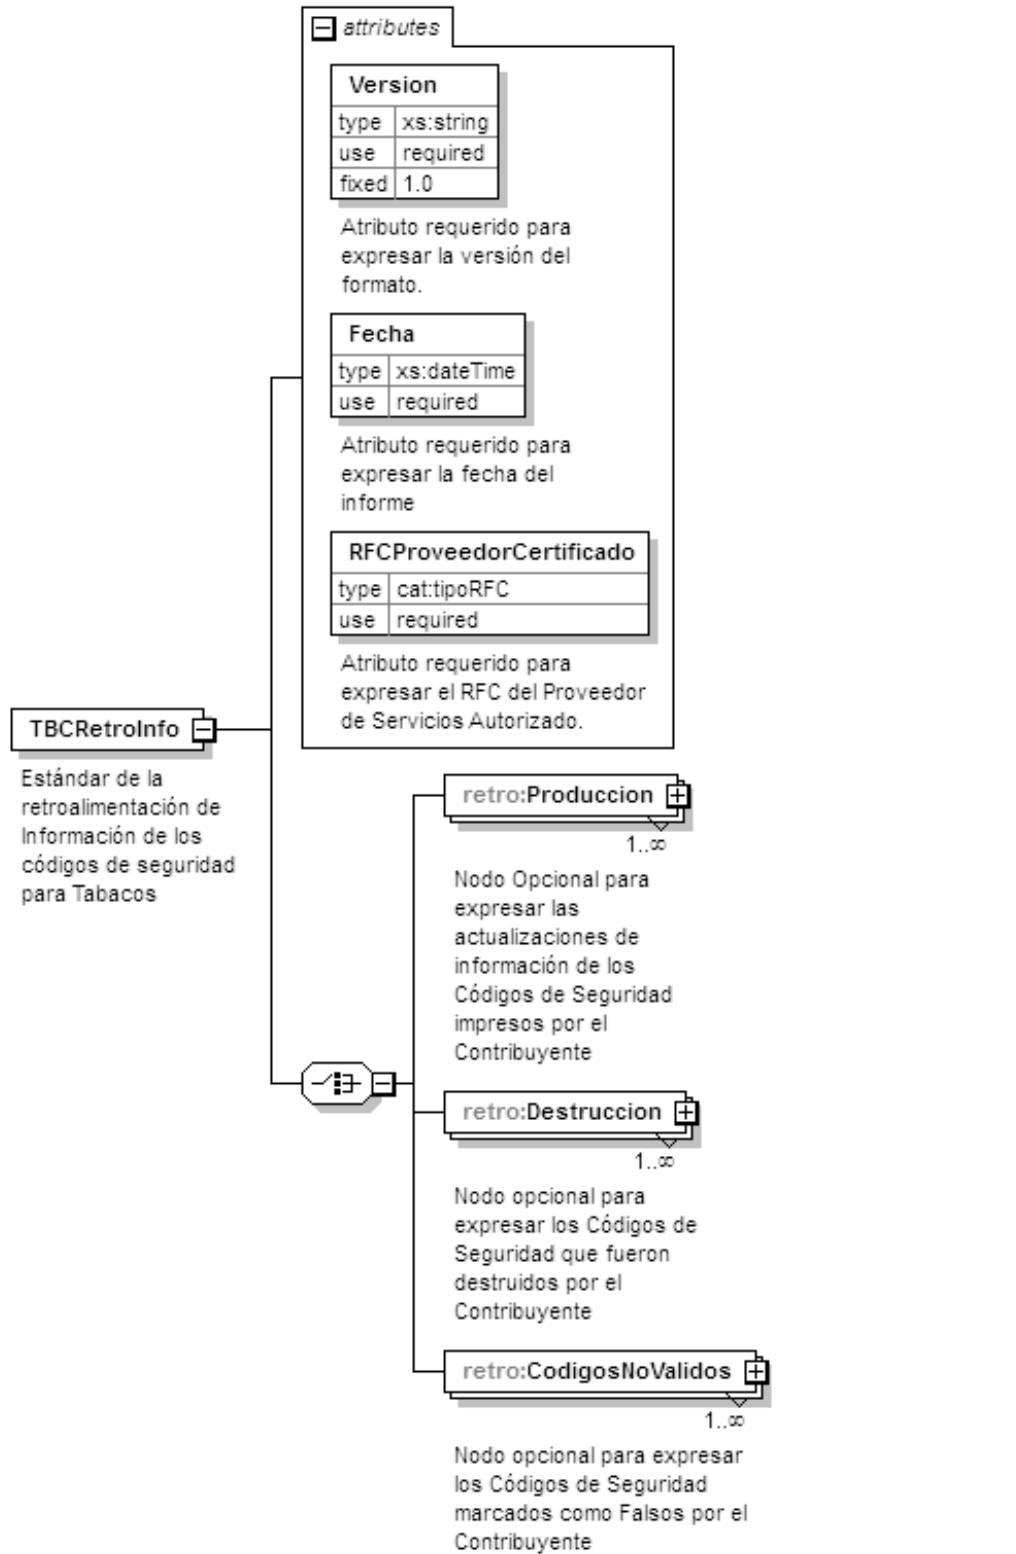 attributes
Version
type xs:string
use required
fixed 1.0
Atributo requerido para
expresar la versión del
formato.
Fecha
type xs:dateTime
use required
Atributo requerido para
expresar la fecha del
informe
RFCProveedorCertificado
type cat:tipoRFC
use required
Atributo requerido para
expresar el RFC del Proveedor
de Servicios Autorizado.
TBCRetroInfo
Estándar de la
retroalimentación de
Información de los
códigos de seguridad
para Tabacos
retro:Produccion
1..∞
Nodo Opcional para
expresar las
actualizaciones de
información de los
Códigos de Seguridad
impresos por el
Contribuyente
retro:Destruccion
1..∞
Nodo opcional para
expresar los Códigos de
Seguridad que fueron
destruidos por el
Contribuyente
retro:CodigosNoValidos
1..∞
Nodo opcional para expresar
los Códigos de Seguridad
marcados como Falsos por el
Contribuyente